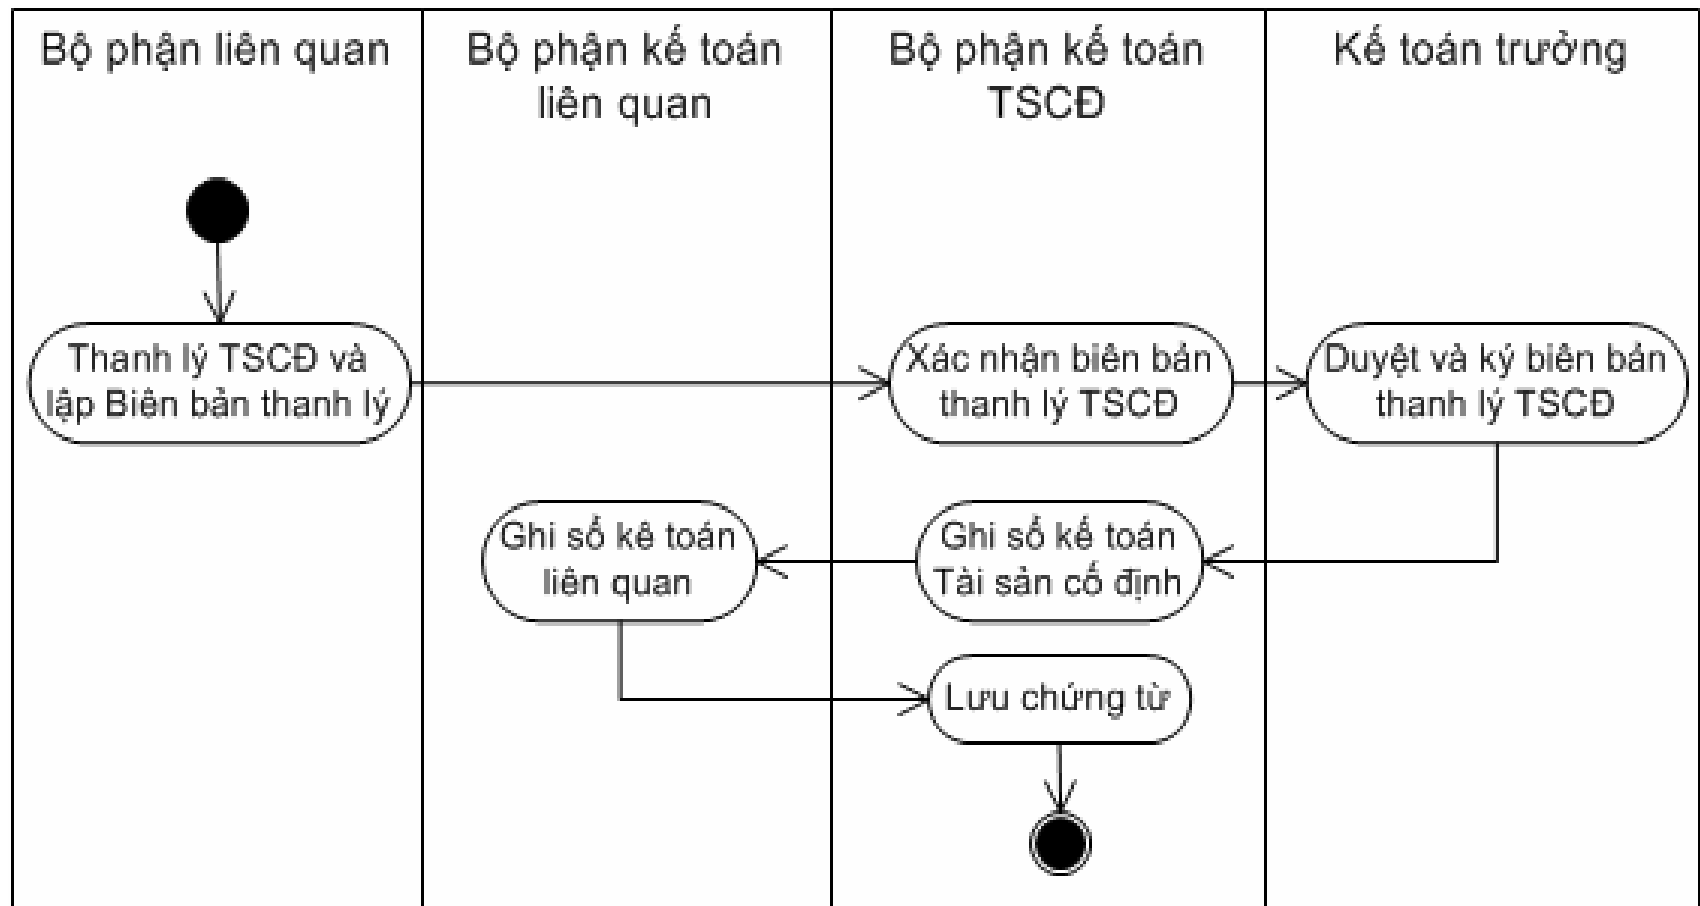 Bộ phận liên quan
Bộ phận kế toán
liên quan
Bộ phận kế toán
TSCĐ
Kế toán trưởng
Thanh lý TSCĐ và
lập Biên bản thanh lý
Xác nhận biên bản
thanh lý TSCĐ
Duyệt và ký biên bản
thanh lý TSCĐ
Ghi sổ kê toán
liên quan
Ghi sổ kế toán
Tài sản cố định
Lưu chứng từ